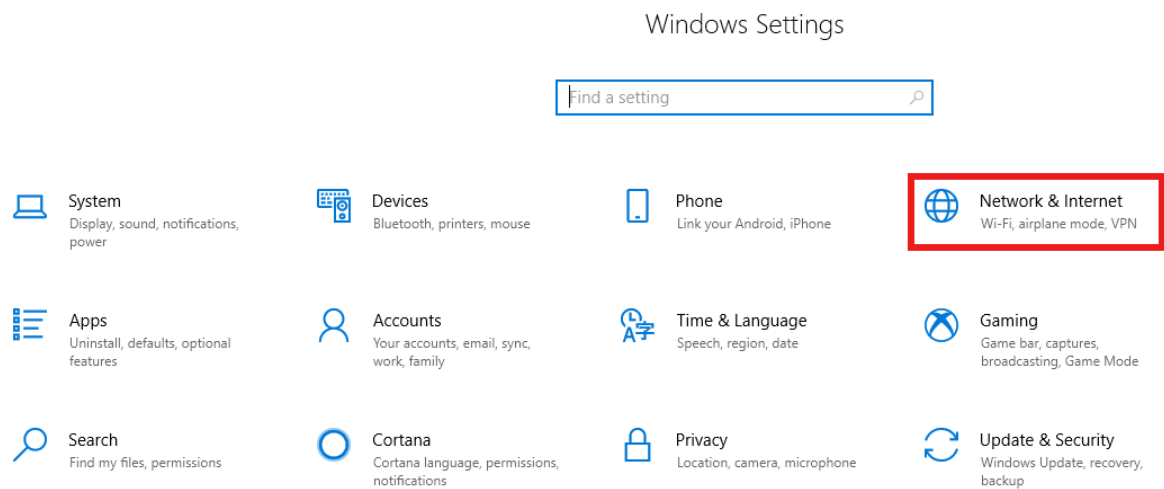 Windows Settings
Find a setting
System
Display, sound, notifications,
power
Devices
Bluetooth, printers, mouse
Phone
Link your Android, iPhone
Network & Internet
Wi-Fi, airplane mode, VPN
Apps
Uninstall, defaults, optional
features
Accounts
Your accounts, email, sync,
work, family
A字
Time & Language
Speech, region, date
Gaming
Game bar, captures,
broadcasting, Game Mode
Search
Find my files, permissions
Cortana
Cortana language, permissions,
notifications
Privacy
Location, camera, microphone
Update & Security
Windows Update, recovery,
backup